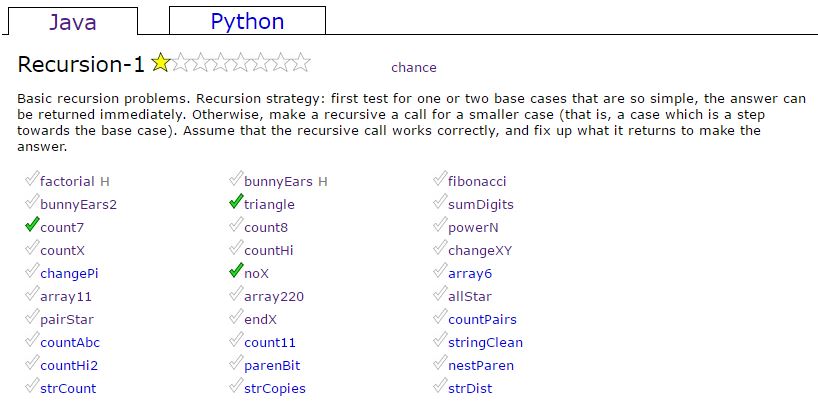 Java Python
Recursion-1 chance
Basic recursion problems. Recursion strategy: first test for one or two base cases that are so simple, the answer can
be returned immediately. Otherwise, make a recursive a call for a smaller case (that is, a case which is a step
towards the base case). Assume that the recursive call works correctly, and fix up what it returns to make the
answer.
factorial H bunnyEars H fibonacci
bunnyEars2 triangle sumDigits
count7 count8 powerN
countX countHi changeXY
changePi noX array6
array11 array220 allStar
pairStar endX countPairs
countAbc count11 stringClean
countHi2 parenBit nestParen
strCount strCopies strDist